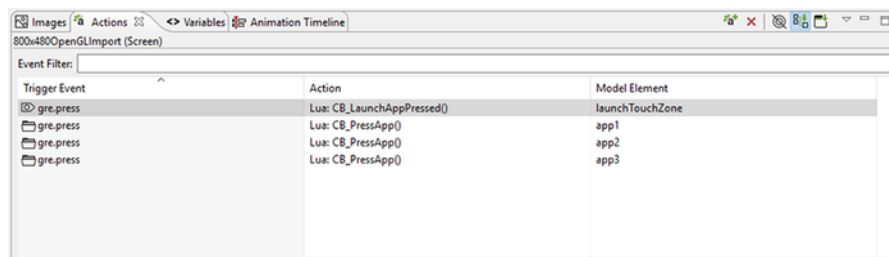 Images Actions Variables Animation Timeline
800x480OpenGLImport (Screen)
Event Filter:
Trigger Event Action Model Element
gre.press Lua: CB_LaunchAppPressed() launchTouchZone
gre.press Lua: CB_PressApp() app1
gre.press Lua: CB_PressApp() app2
gre.press Lua: CB_PressApp() app3